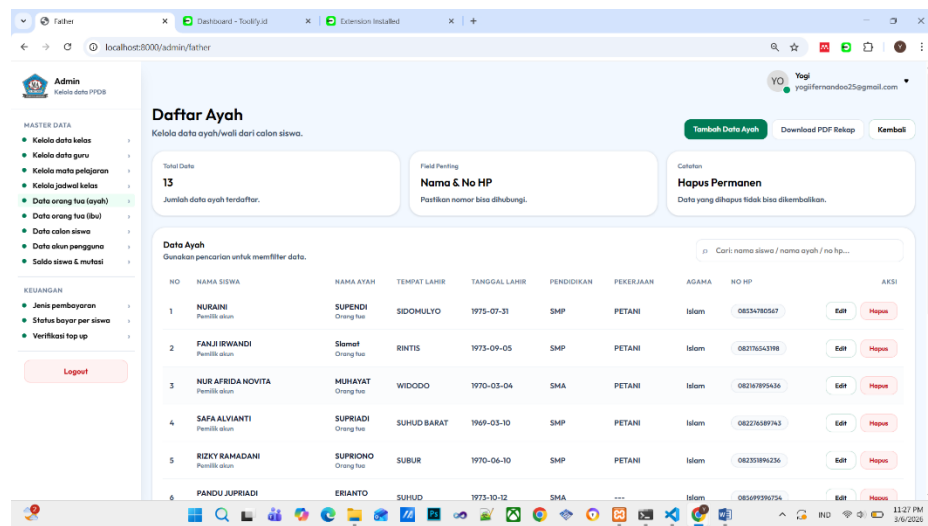 Father
Dashboard - Toolify.id
Extension Installed
localhost:8000/admin/father
Admin
Kelola data PPDB
YO
Yogi
yogiifernandoo25@gmail.com
MASTER DATA
Kelola data kelas
Kelola data guru
Kelola mata pelajaran
Kelola jadwal kelas
Data orang tua (ayah)
Data orang tua (ibu)
Data calon siswa
Data akun pengguna
Saldo siswa & mutasi
KEUANGAN
Jenis pembayaran
Status bayar per siswa
Verifikasi top up
Logout
Daftar Ayah
Kelola data ayah/wali dari calon siswa.
Tambah Data Ayah Download PDF Rekap Kembali
Total Data
13
Jumlah data ayah terdaftar.
Field Penting
Nama & No HP
Pastikan nomor bisa dihubungi.
Catatan
Hapus Permanen
Data yang dihapus tidak bisa dikembalikan.
Data Ayah
Gunakan pencarian untuk memfilter data.
Cari: nama siswa / nama ayah / no hp...
NO NAMA SISWA NAMA AYAH TEMPAT LAHIR TANGGAL LAHIR PENDIDIKAN PEKERJAAN AGAMA NO HP AKSI
1 NURAINI SUPENDI SIDOMULYO 1975-07-31 SMP PETANI Islam 08534780567 Edit Hapus
Pemilik akun Orang tua
2 FANJI IRWANDI Slamat RINTIS 1973-09-05 SMP PETANI Islam 082176543198 Edit Hapus
Pemilik akun Orang tua
3 NUR AFRIDA NOVITA MUHAYAT WIDODO 1970-03-04 SMA PETANI Islam 082167895436 Edit Hapus
Pemilik akun Orang tua
4 SAFA ALVIANTI SUPRIADI SUHUD BARAT 1969-03-10 SMP PETANI Islam 082276589743 Edit Hapus
Pemilik akun Orang tua
5 RIZKY RAMADANI SUPRIONO SUBUR 1970-06-10 SMP PETANI Islam 082351896236 Edit Hapus
Pemilik akun Orang tua
6 PANDU JUPRIADI ERIANTO SUHUD 1973-10-12 SMA --- Islam 085699396754 Edit Hapus
IND
11:27 PM
3/6/2026